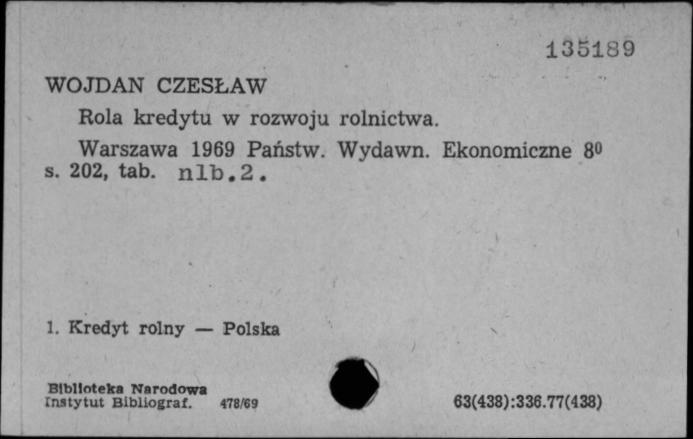 135189
WOJDAN CZESŁAW
Rola kredytu w rozwoju rolnictwa.
Warszawa 1969 Państw. Wydawn. Ekonomiczne 8⁰
s. 202, tab. nlb.2.
1. Kredyt rolny — Polska
Biblioteka Narodowa
Instytut Bibliograf. 478/69
63(438):336.77(438)